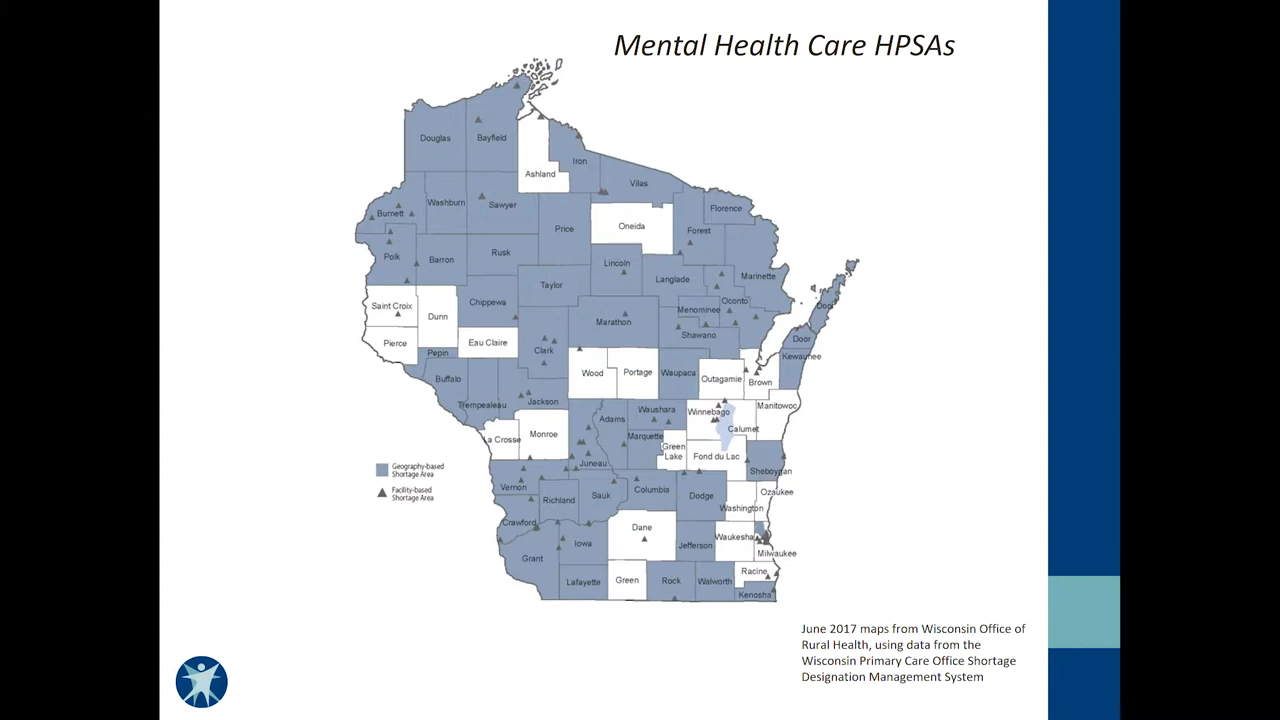 Mental Health Care HPSAs
Douglas
Bayfield
Ashland
Iron
Vilas
Burnett
Washburn
Sawyer
Price
Oneida
Florence
Forest
Polk
Barron
Rusk
Taylor
Lincoln
Langlade
Marinette
Saint Croix
Dunn
Chippewa
Marathon
Menominee
Oconto
Door
Pierce
Pepin
Eau Claire
Clark
Shawano
Door
Kewaunee
Buffalo
Wood
Portage
Waupaca
Outagamie
Brown
Trempealeau
Jackson
Adams
Waushara
Winnebago
Manitowoc
Calumet
La Crosse
Monroe
Juneau
Marquette
Green
Lake
Fond du Lac
Sheboygan
Geography-based
Shortage Area
Facility-based
Shortage Area
Vernon
Richland
Sauk
Columbia
Dodge
Ozaukee
Washington
Crawford
Iowa
Dane
Jefferson
Waukesha
Milwaukee
Grant
Lafayette
Green
Rock
Walworth
Racine
Kenosha
June 2017 maps from Wisconsin Office of
Rural Health, using data from the
Wisconsin Primary Care Office Shortage
Designation Management System